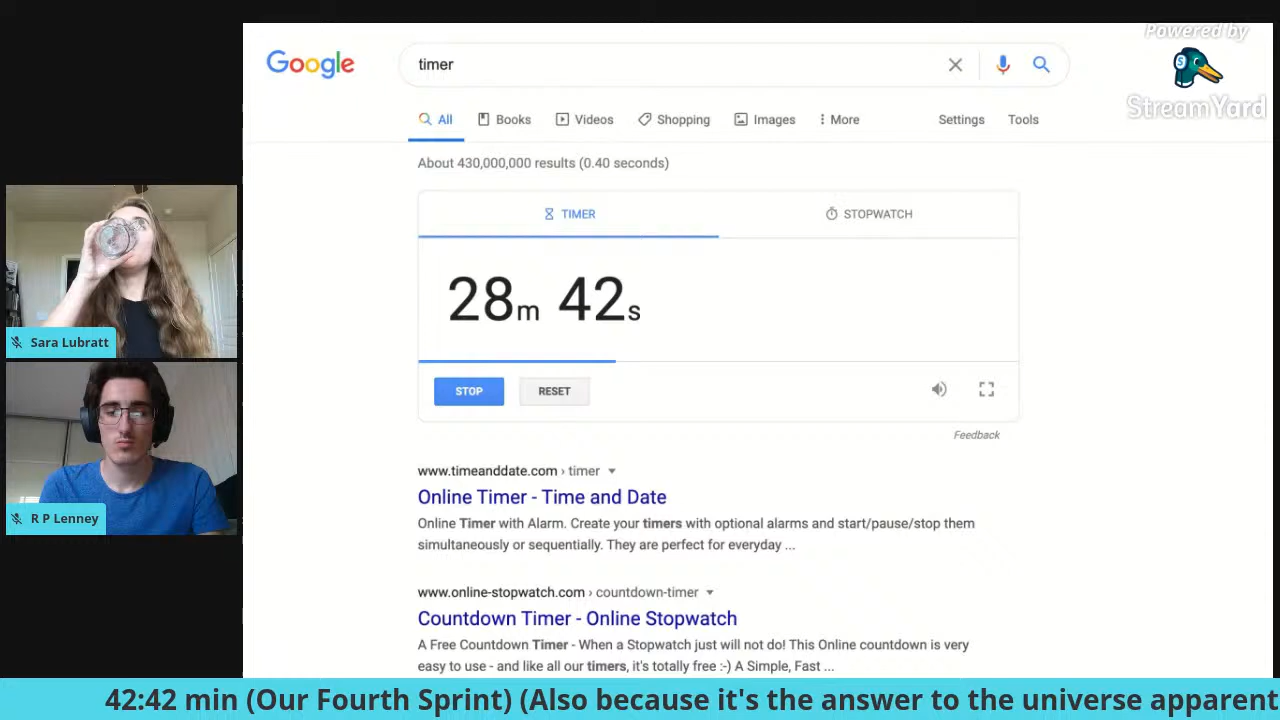 Powered by
StreamYard
Google
timer
All
Books
Videos
Shopping
Images
More
Settings
Tools
About 430,000,000 results (0.40 seconds)
TIMER
STOPWATCH
28m 42s
STOP
RESET
Feedback
www.timeanddate.com › timer
Online Timer - Time and Date
Online Timer with Alarm. Create your timers with optional alarms and start/pause/stop them
simultaneously or sequentially. They are perfect for everyday ...
www.online-stopwatch.com › countdown-timer
Countdown Timer - Online Stopwatch
A Free Countdown Timer - When a Stopwatch just will not do! This Online countdown is very
easy to use - and like all our timers, it's totally free :-) A Simple, Fast ...
Sara Lubratt
R P Lenney
42:42 min (Our Fourth Sprint) (Also because it's the answer to the universe apparent